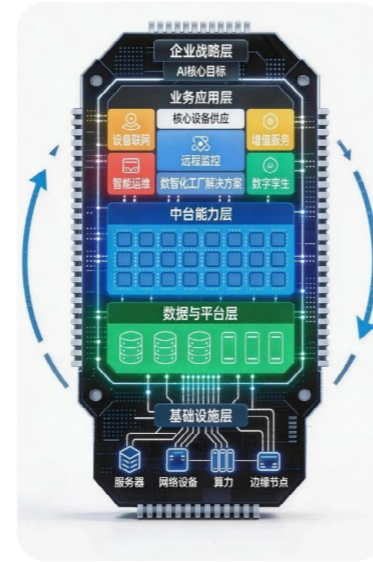 企业战略层
AI核心目标
业务应用层
设备联网
核心设备供应
增值服务
远程监控
智能运维
数智化工厂解决方案
数字孪生
中台能力层
数据与平台层
基础设施层
服务器
网络设备
算力
边缘节点